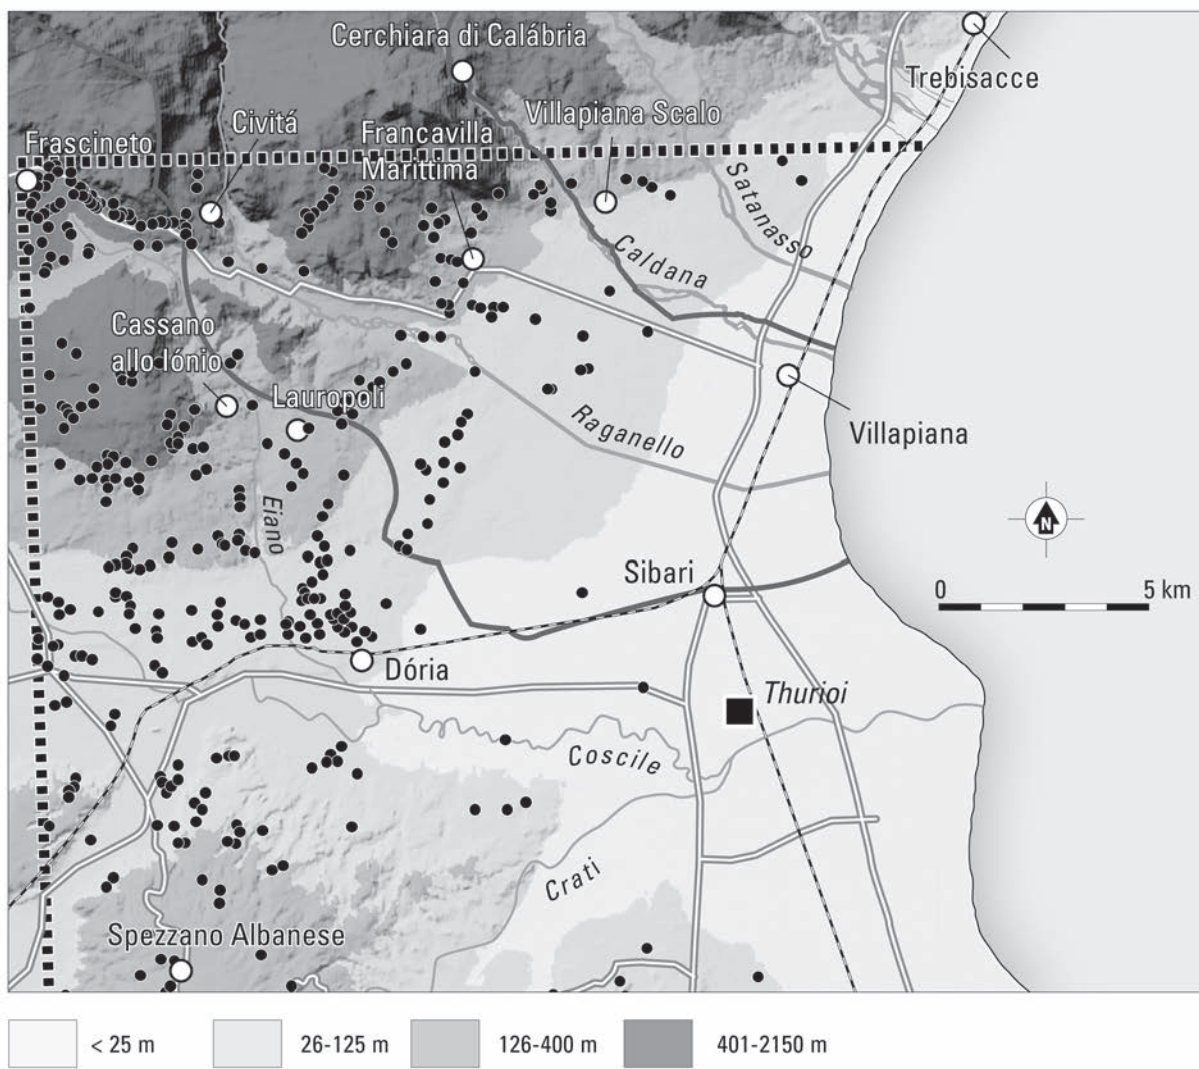 Cerchiara di Calábria
Trebisacce
Villapiana Scalo
Civitá
Francavilla
Marittima
Frascineto
Satanasso
Caldana
Cassano
allo Iónio
Lauropoli
Raganello
Villapiana
Eiano
N
Sibari
0 5 km
Dória
Thurioi
Coscile
Crati
Spezzano Albanese
< 25 m 26-125 m 126-400 m 401-2150 m